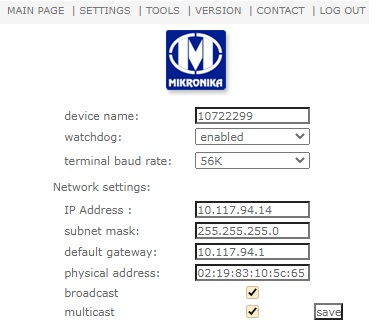 MAIN PAGE | SETTINGS | TOOLS | VERSION | CONTACT | LOG OUT
MIKRONIKA
device name: 10722299
watchdog: enabled
terminal baud rate: 56K
Network settings:
IP Address : 10.117.94.14
subnet mask: 255.255.255.0
default gateway: 10.117.94.1
physical address: 02:19:83:10:5c:65
broadcast
multicast save